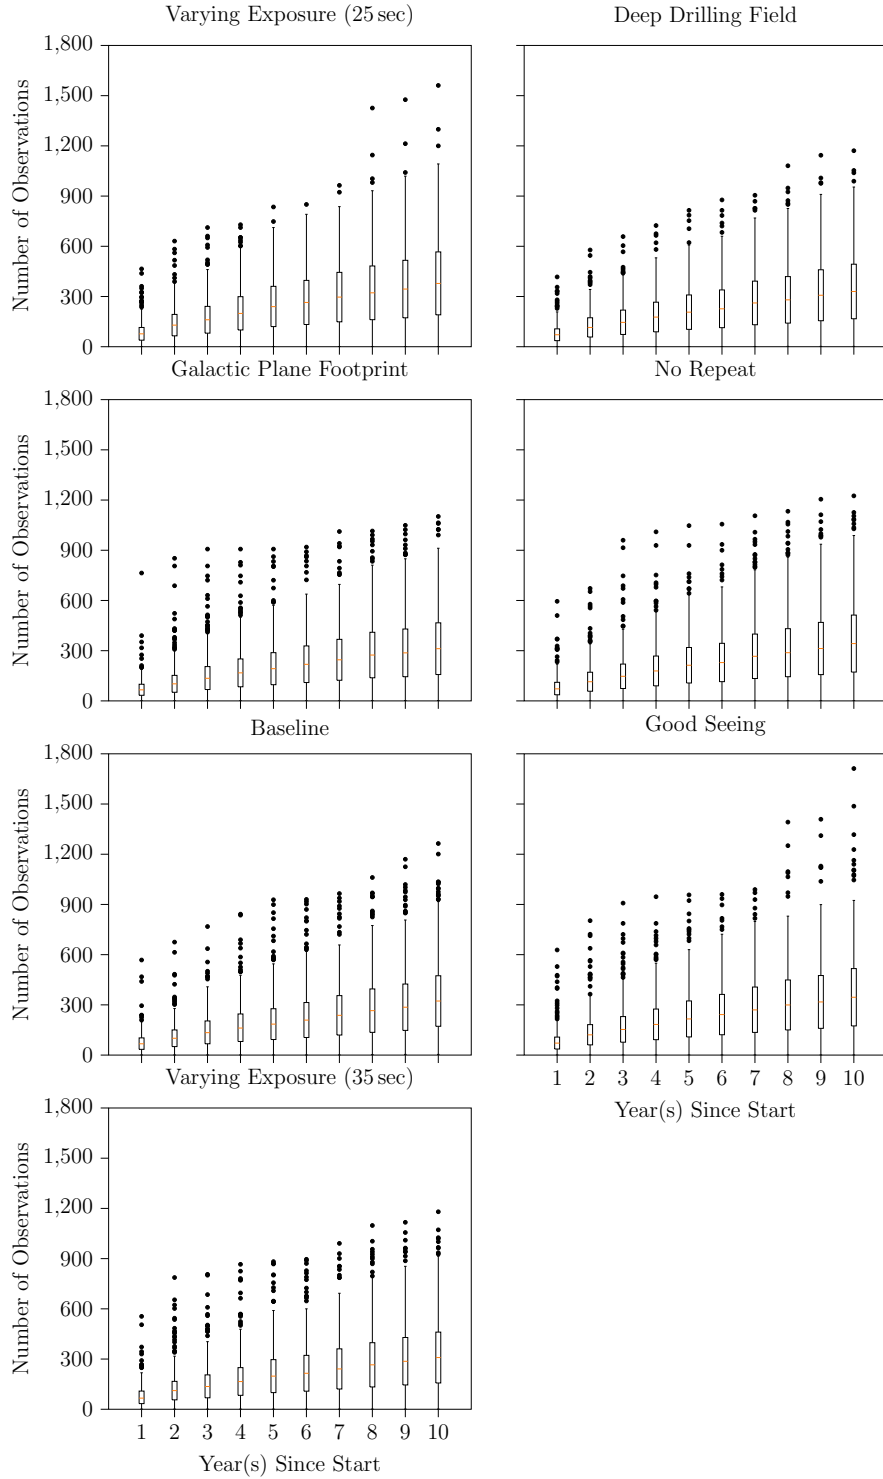 Varying Exposure (25 sec)
Deep Drilling Field
1,800
1,500
1,200
900
600
300
0
Number of Observations
Galactic Plane Footprint
No Repeat
1,800
1,500
1,200
900
600
300
0
Number of Observations
Baseline
Good Seeing
1,800
1,500
1,200
900
600
300
0
Number of Observations
1 2 3 4 5 6 7 8 9 10
Year(s) Since Start
Varying Exposure (35 sec)
1,800
1,500
1,200
900
600
300
0
Number of Observations
1 2 3 4 5 6 7 8 9 10
Year(s) Since Start